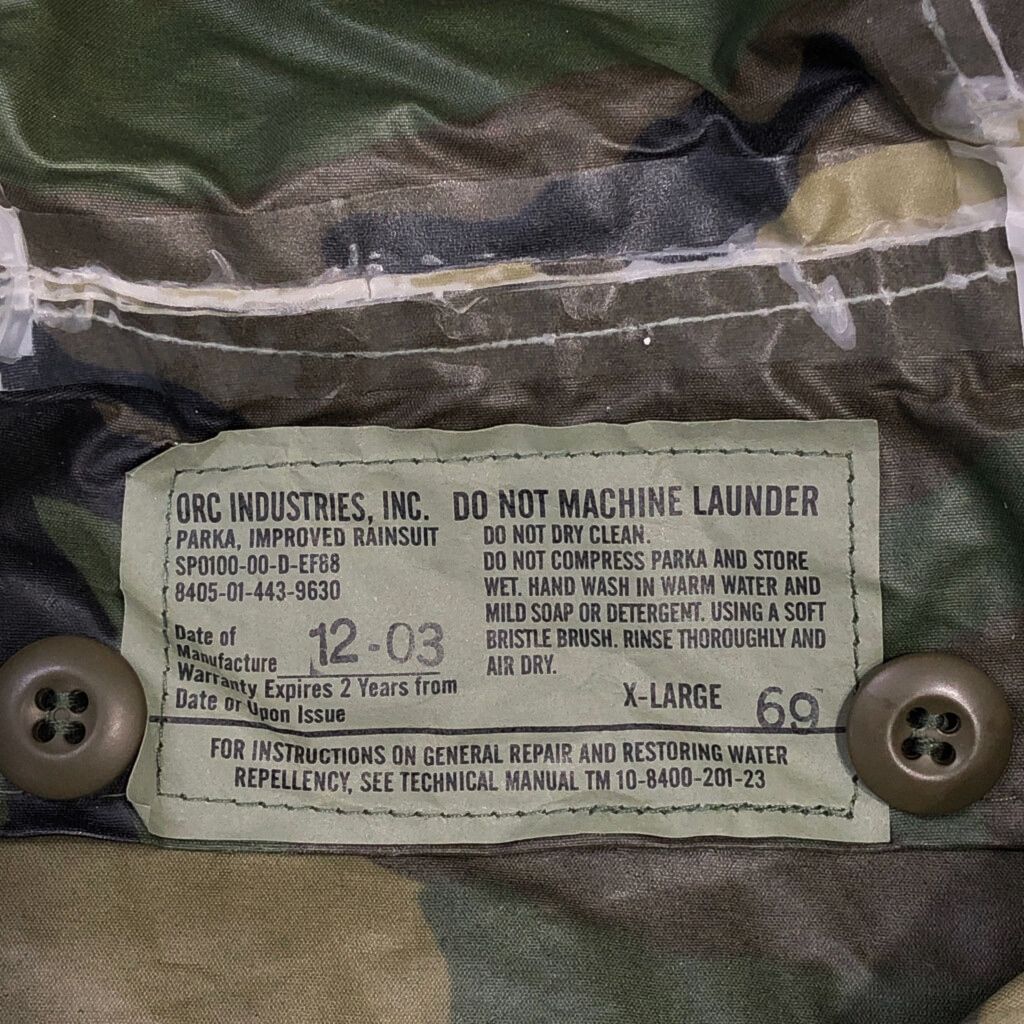 ORC INDUSTRIES, INC.
PARKA, IMPROVED RAINSUIT
SP0100-00-D-EF68
8405-01-443-9630
Date of
Manufacture 12-03
Warranty Expires 2 Years from
Date or Upon Issue
DO NOT MACHINE LAUNDER
DO NOT DRY CLEAN.
DO NOT COMPRESS PARKA AND STORE
WET. HAND WASH IN WARM WATER AND
MILD SOAP OR DETERGENT. USING A SOFT
BRISTLE BRUSH. RINSE THOROUGHLY AND
AIR DRY.
X-LARGE 69
FOR INSTRUCTIONS ON GENERAL REPAIR AND RESTORING WATER
REPELLENCY, SEE TECHNICAL MANUAL TM 10-8400-201-23